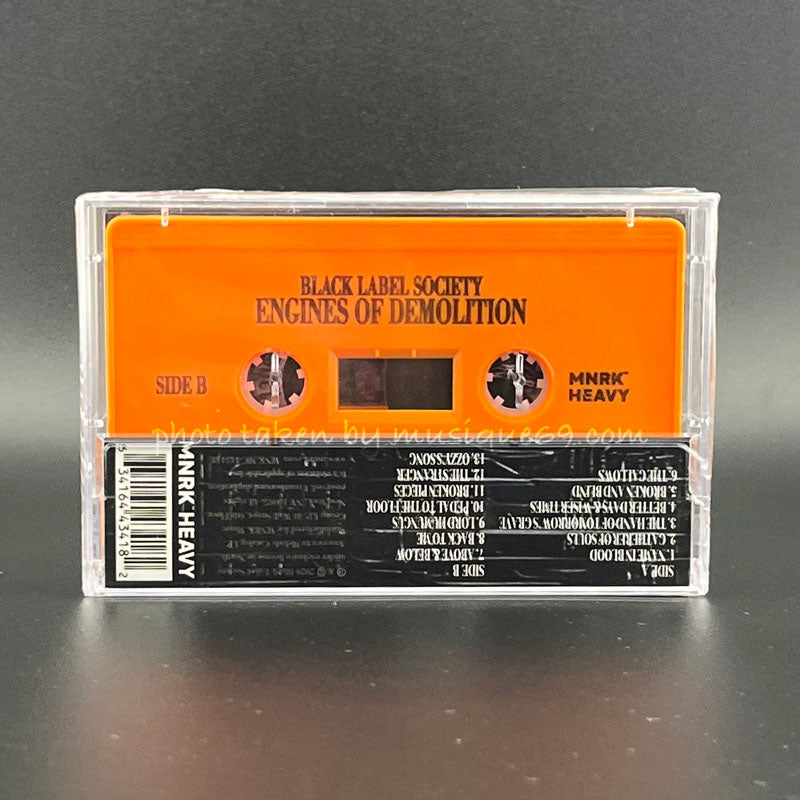 BLACK LABEL SOCIETY
ENGINES OF DEMOLITION
SIDE B
MNRK™
HEAVY
photo taken by musique69.com
SIDE A
1. NAME IN BLOOD
2. GATHERER OF SOULS
3. THE HAND OF TOMORROW'S GRAVE
4. BETTER DAYS & WISER TIMES
5. BROKEN AND BLIND
6. THE GALLOWS
SIDE B
7. ABOVE & BELOW
8. BACK TO ME
9. LORD HUMUNGUS
10. PEDAL TO THE FLOOR
11. BROKEN PIECES
12. THE STRANGER
13. OZZY'S SONG
MNRK HEAVY